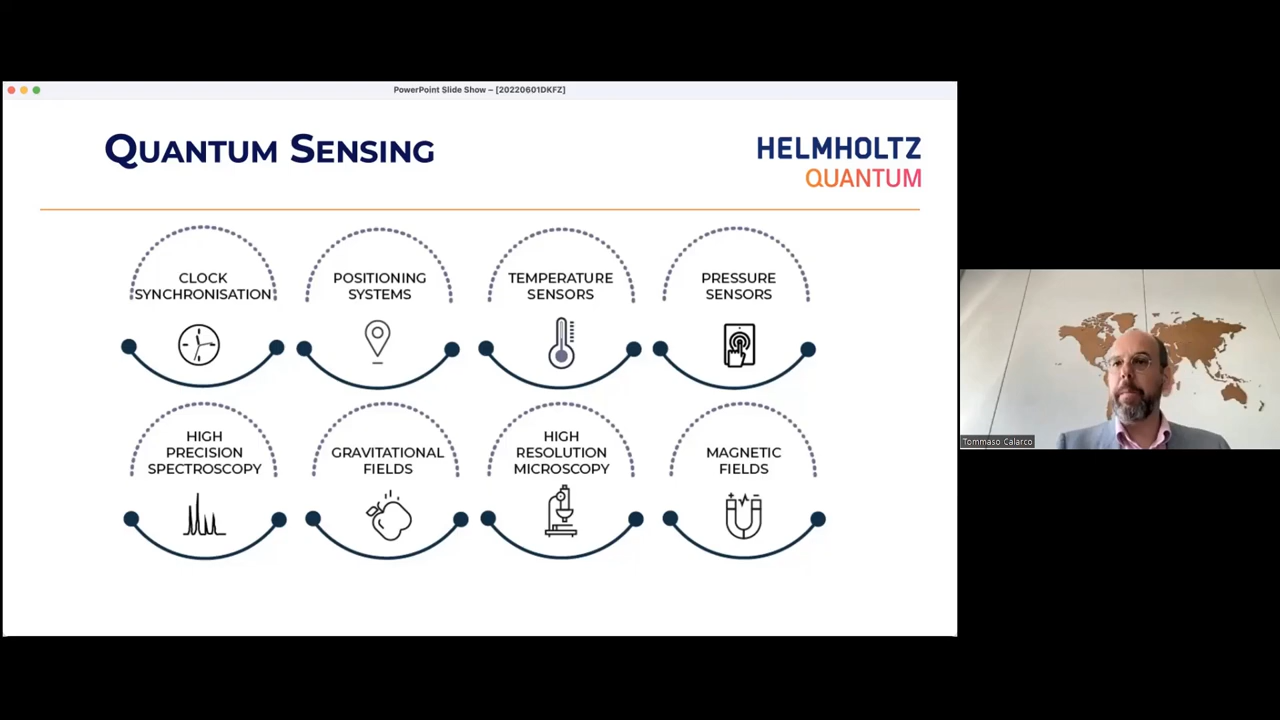 PowerPoint Slide Show – [20220601DKFZ]
QUANTUM SENSING
HELMHOLTZ
QUANTUM
CLOCK
SYNCHRONISATION
POSITIONING
SYSTEMS
TEMPERATURE
SENSORS
PRESSURE
SENSORS
HIGH
PRECISION
SPECTROSCOPY
GRAVITATIONAL
FIELDS
HIGH
RESOLUTION
MICROSCOPY
MAGNETIC
FIELDS
Tommaso Calarco